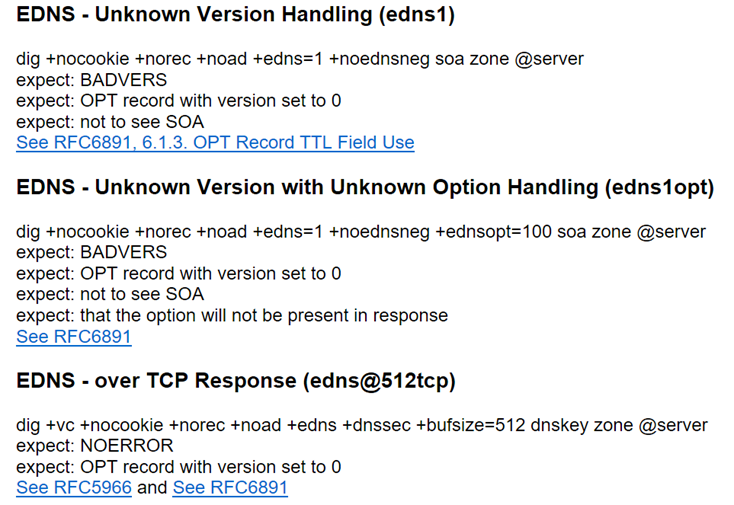 EDNS - Unknown Version Handling (edns1)
dig +nocookie +norec +noad +edns=1 +noednsneg soa zone @server
expect: BADVERS
expect: OPT record with version set to 0
expect: not to see SOA
See RFC6891, 6.1.3. OPT Record TTL Field Use
EDNS - Unknown Version with Unknown Option Handling (edns1opt)
dig +nocookie +norec +noad +edns=1 +noednsneg +ednsopt=100 soa zone @server
expect: BADVERS
expect: OPT record with version set to 0
expect: not to see SOA
expect: that the option will not be present in response
See RFC6891
EDNS - over TCP Response (edns@512tcp)
dig +vc +nocookie +norec +noad +edns +dnssec +bufsize=512 dnskey zone @server
expect: NOERROR
expect: OPT record with version set to 0
See RFC5966 and See RFC6891